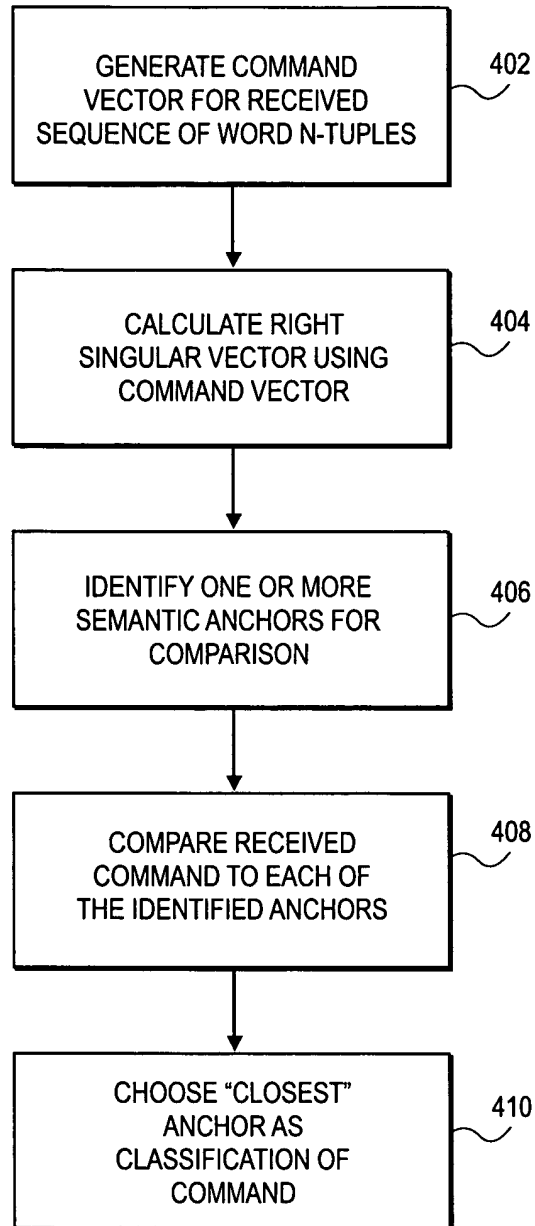 GENERATE COMMAND
VECTOR FOR RECEIVED
SEQUENCE OF WORD N-TUPLES
402
CALCULATE RIGHT
SINGULAR VECTOR USING
COMMAND VECTOR
404
IDENTIFY ONE OR MORE
SEMANTIC ANCHORS FOR
COMPARISON
406
COMPARE RECEIVED
COMMAND TO EACH OF
THE IDENTIFIED ANCHORS
408
CHOOSE “CLOSEST”
ANCHOR AS
CLASSIFICATION OF
COMMAND
410